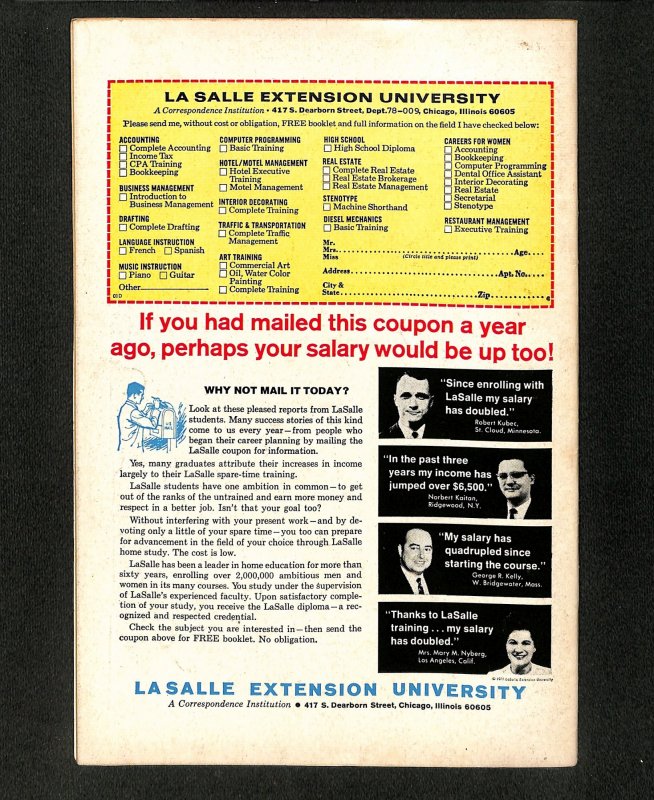 LA SALLE EXTENSION UNIVERSITY
A Correspondence Institution • 417 S. Dearborn Street, Dept. 78-009, Chicago, Illinois 60605
Please send me, without cost or obligation, FREE booklet and full information on the field I have checked below:
ACCOUNTING
Complete Accounting
Income Tax
CPA Training
Bookkeeping
BUSINESS MANAGEMENT
Introduction to
Business Management
DRAFTING
Complete Drafting
LANGUAGE INSTRUCTION
French Spanish
MUSIC INSTRUCTION
Piano Guitar
Other
01D
COMPUTER PROGRAMMING
Basic Training
HOTEL/MOTEL MANAGEMENT
Hotel Executive
Training
Motel Management
INTERIOR DECORATING
Complete Training
TRAFFIC & TRANSPORTATION
Complete Traffic
Management
ART TRAINING
Commercial Art
Oil, Water Color
Painting
Complete Training
HIGH SCHOOL
High School Diploma
REAL ESTATE
Complete Real Estate
Real Estate Brokerage
Real Estate Management
STENOTYPE
Machine Shorthand
DIESEL MECHANICS
Basic Training
CAREERS FOR WOMEN
Accounting
Bookkeeping
Computer Programming
Dental Office Assistant
Interior Decorating
Real Estate
Secretarial
Stenotype
RESTAURANT MANAGEMENT
Executive Training
Mr.
Mrs. Age
Miss (Circle title and please print)
Address Apt. No.
City &
State Zip
If you had mailed this coupon a year
ago, perhaps your salary would be up too!
WHY NOT MAIL IT TODAY?
Look at these pleased reports from LaSalle
students. Many success stories of this kind
come to us every year—from people who
began their career planning by mailing the
LaSalle coupon for information.
Yes, many graduates attribute their increases in income
largely to their LaSalle spare-time training.
LaSalle students have one ambition in common—to get
out of the ranks of the untrained and earn more money and
respect in a better job. Isn't that your goal too?
Without interfering with your present work—and by de-
voting only a little of your spare time—you too can prepare
for advancement in the field of your choice through LaSalle
home study. The cost is low.
LaSalle has been a leader in home education for more than
sixty years, enrolling over 2,000,000 ambitious men and
women in its many courses. You study under the supervision
of LaSalle's experienced faculty. Upon satisfactory comple-
tion of your study, you receive the LaSalle diploma—a rec-
ognized and respected credential.
Check the subject you are interested in—then send the
coupon above for FREE booklet. No obligation.
"Since enrolling with
LaSalle my salary
has doubled."
Robert Kubec,
St. Cloud, Minnesota.
"In the past three
years my income has
jumped over $6,500."
Norbert Kaitan,
Ridgewood, N.Y.
"My salary has
quadrupled since
starting the course."
George R. Kelly,
W. Bridgewater, Mass.
"Thanks to LaSalle
training . . . my salary
has doubled."
Mrs. Mary M. Nyberg,
Los Angeles, Calif.
© 1971 LaSalle Extension University
LA SALLE EXTENSION UNIVERSITY
A Correspondence Institution • 417 S. Dearborn Street, Chicago, Illinois 60605